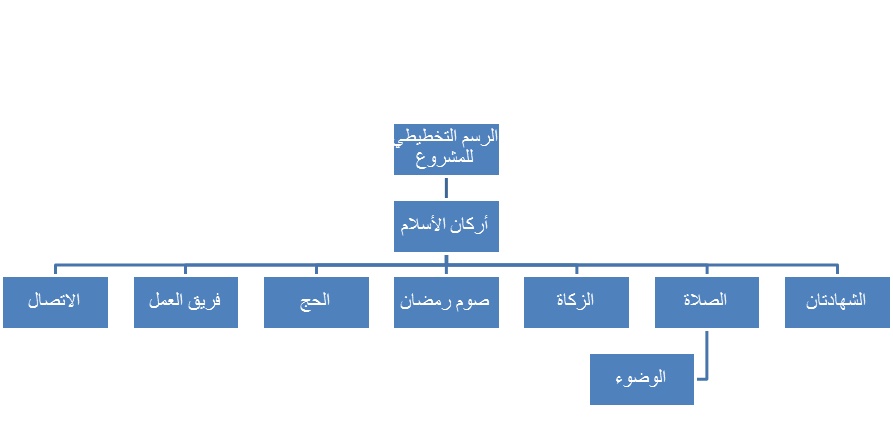 الرسم التخطيطي
للمشروع
أركان الأسلام
الشهادتان
الصلاة
الزكاة
صوم رمضان
الحج
فريق العمل
الاتصال
الوضوء